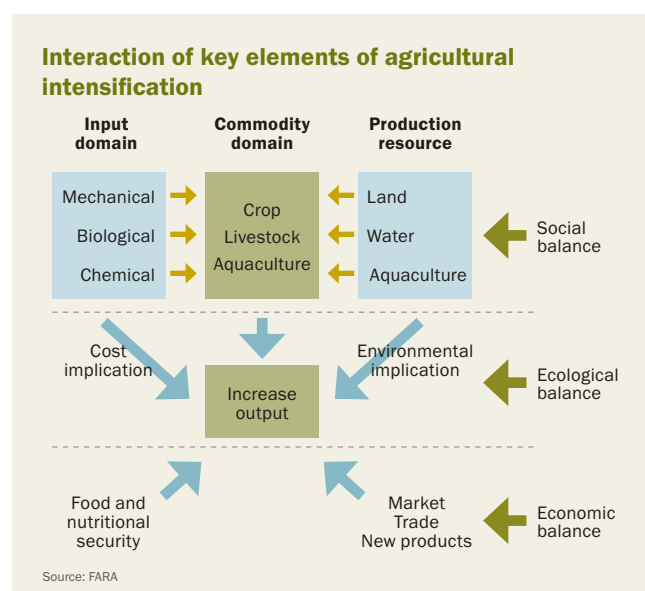 Interaction of key elements of agricultural
intensification
Input
domain
Commodity
domain
Production
resource
Mechanical
Biological
Chemical
Crop
Livestock
Aquaculture
Land
Water
Aquaculture
Social
balance
Cost
implication
Environmental
implication
Increase
output
Ecological
balance
Food and
nutritional
security
Market
Trade
New products
Economic
balance
Source: FARA